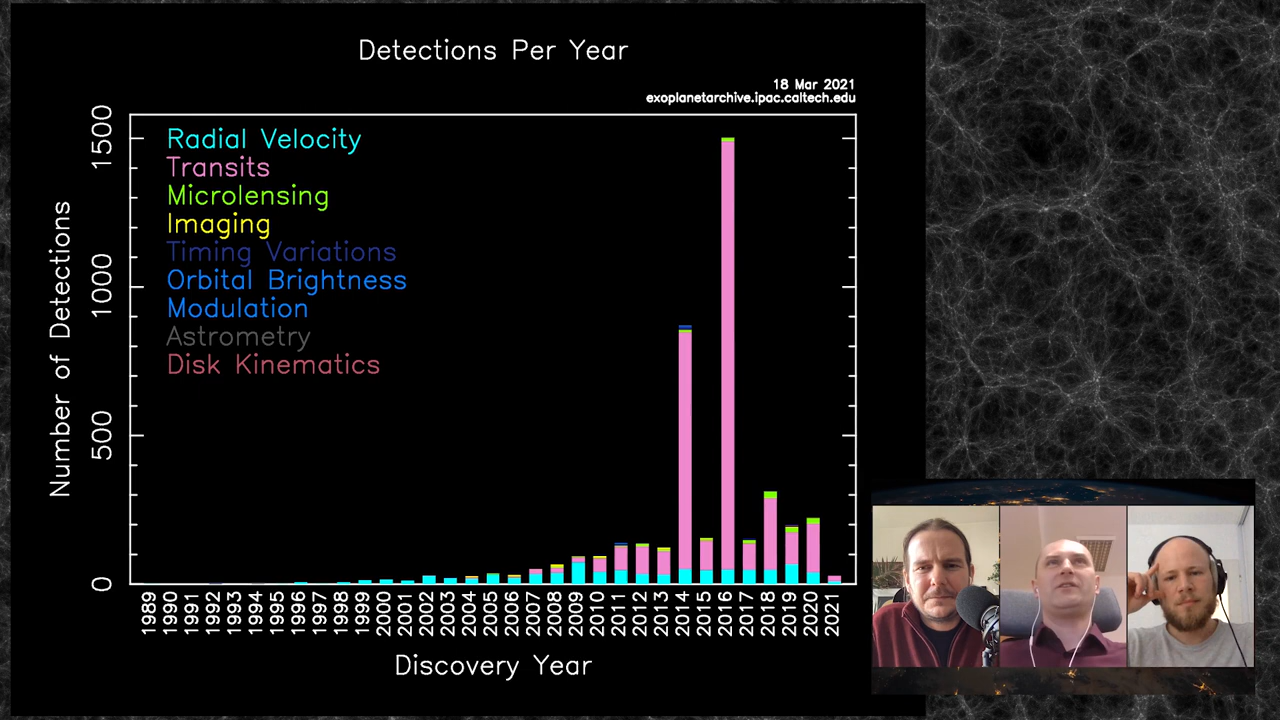 Detections Per Year
18 Mar 2021
exoplanetarchive.ipac.caltech.edu
Radial Velocity
Transits
Microlensing
Imaging
Timing Variations
Orbital Brightness
Modulation
Astrometry
Disk Kinematics
Number of Detections
1500
1000
500
0
1989 1990 1991 1992 1993 1994 1995 1996 1997 1998 1999 2000 2001 2002 2003 2004 2005 2006 2007 2008 2009 2010 2011 2012 2013 2014 2015 2016 2017 2018 2019 2020 2021
Discovery Year